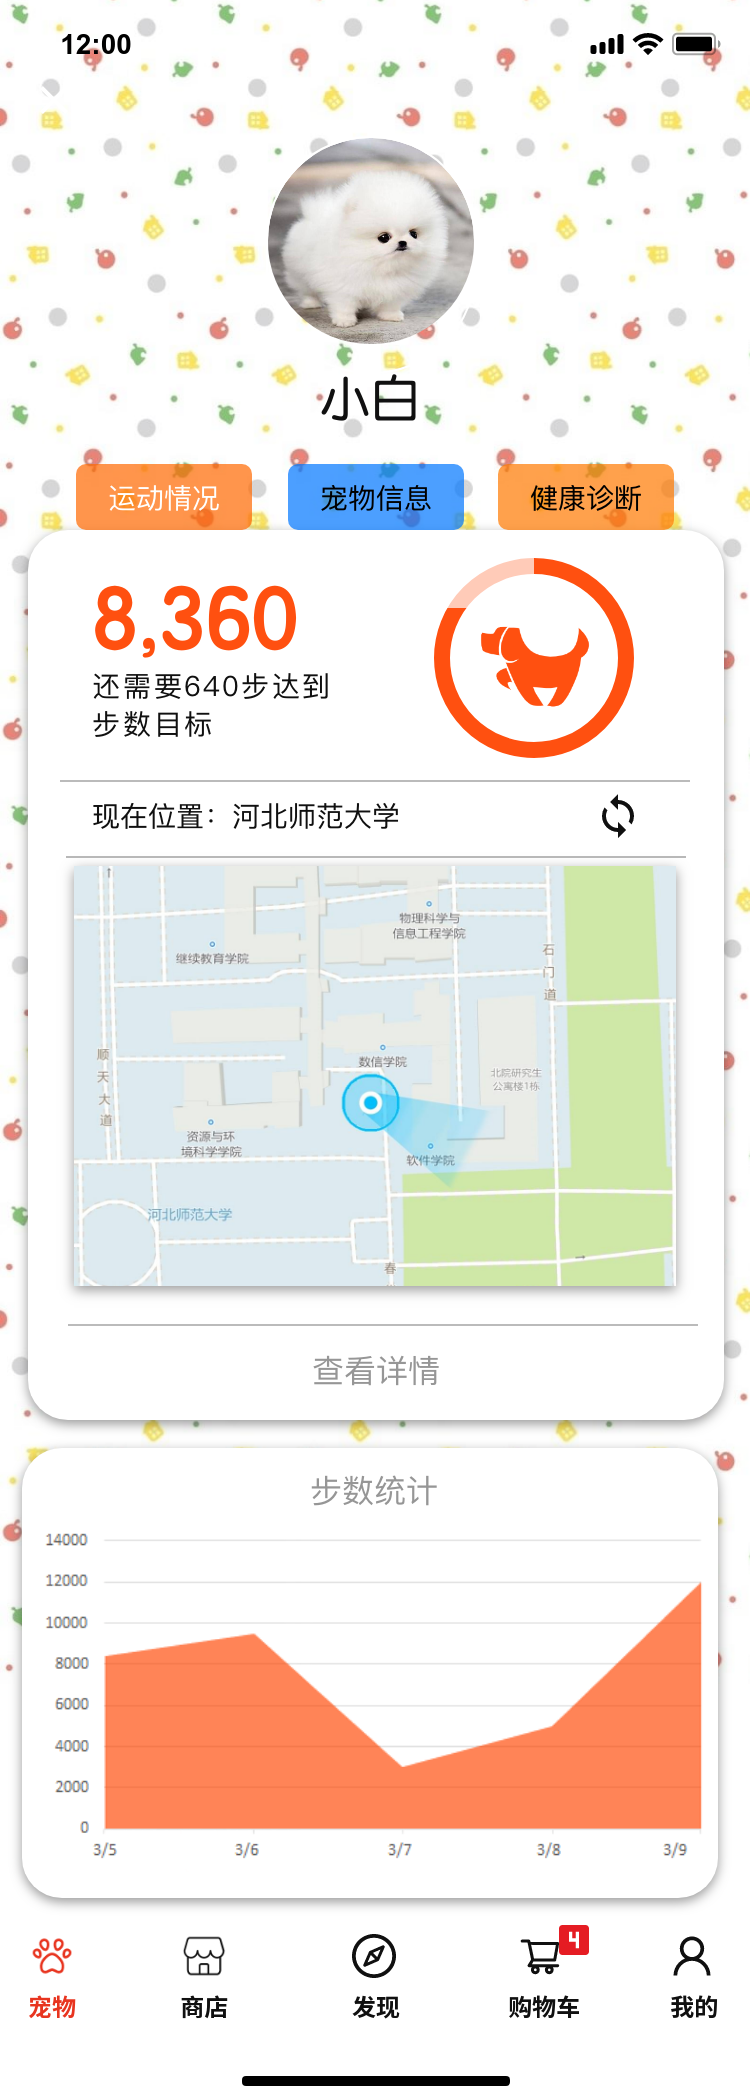 12:00
小白
运动情况
宠物信息
健康诊断
8,360
还需要640步达到
步数目标
现在位置：河北师范大学
物理科学与
信息工程学院
继续教育学院
石
门
道
顺
天
大
道
数信学院
北院研究生
公寓楼1栋
资源与环
境科学学院
软件学院
河北师范大学
春
查看详情
步数统计
14000
12000
10000
8000
6000
4000
2000
0
3/5
3/6
3/7
3/8
3/9
4
宠物
商店
发现
购物车
我的